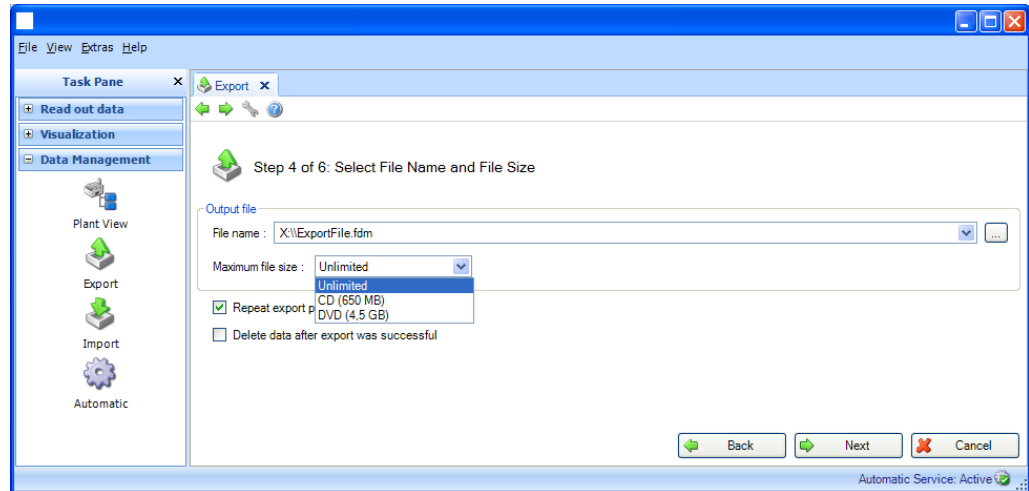 File View Extras Help
Task Pane
Read out data
Visualization
Data Management
Plant View
Export
Import
Automatic
Export
Step 4 of 6: Select File Name and File Size
Output file
File name : X:\\ExportFile.fdm
...
Maximum file size : Unlimited
Unlimited
CD (650 MB)
DVD (4,5 GB)
Repeat export p
Delete data after export was successful
Back Next Cancel
Automatic Service: Active